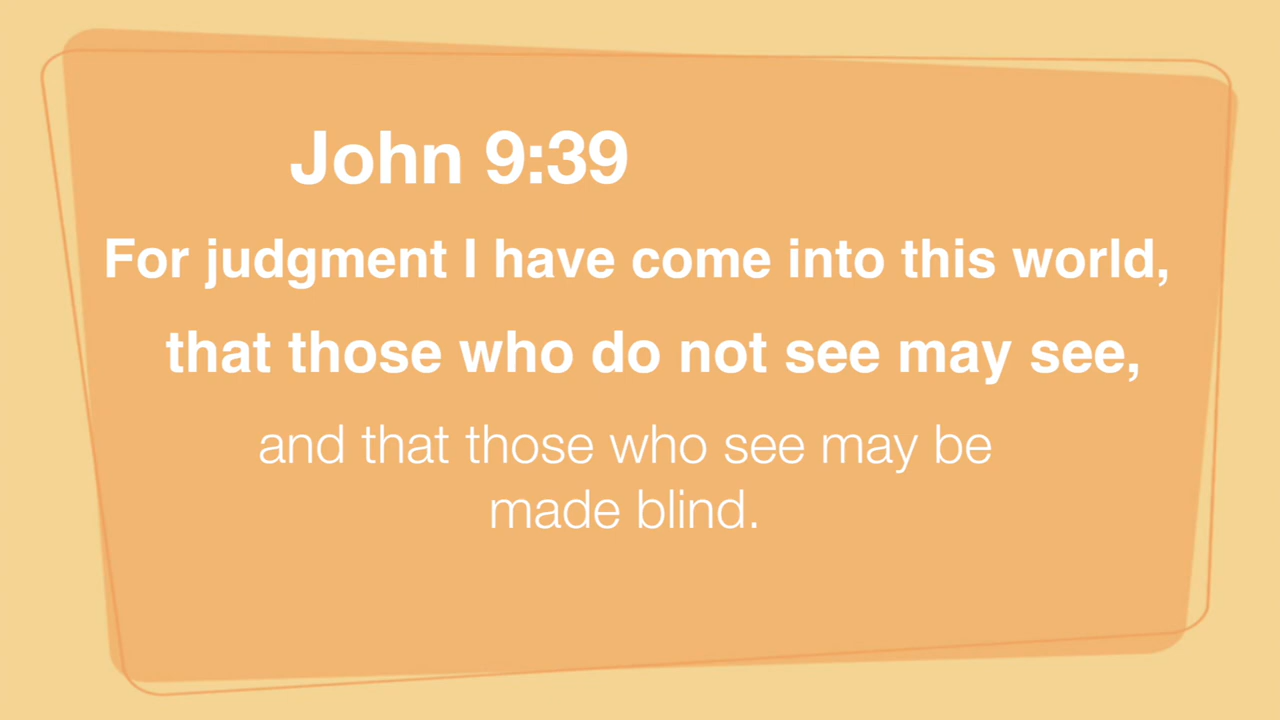 John 9:39
For judgment I have come into this world,
that those who do not see may see,
and that those who see may be
made blind.